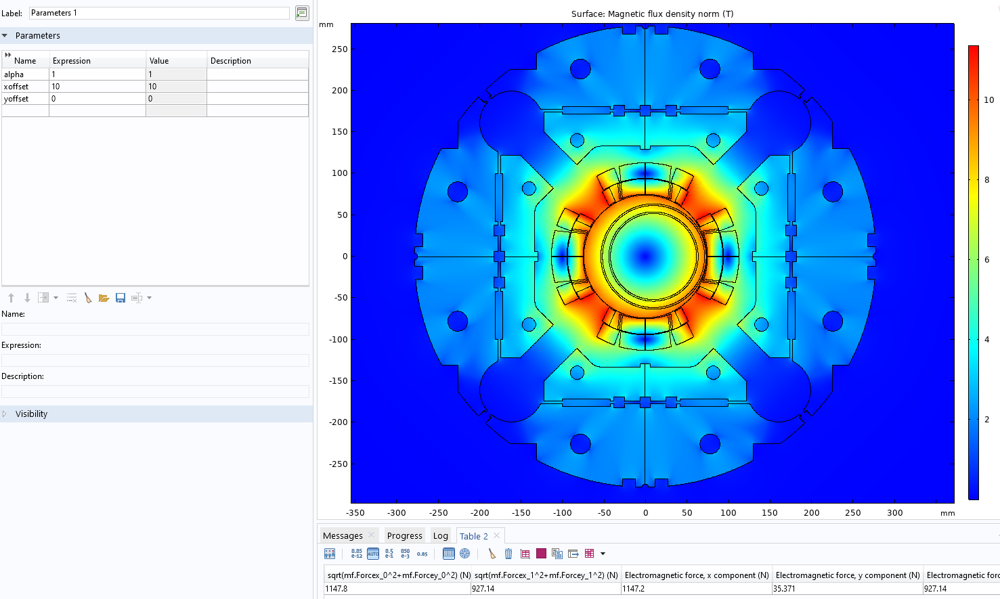 Label: Parameters 1
Parameters
Name Expression Value Description
alpha 1 1
xoffset 10 10
yoffset 0 0
Name:
Expression:
Description:
Visibility
Surface: Magnetic flux density norm (T)
mm
250
200
150
100
50
0
-50
-100
-150
-200
-250
-350 -300 -250 -200 -150 -100 -50 0 50 100 150 200 250 300 mm
10
8
6
4
2
Messages Progress Log Table 2
8.85 e-12 AUTO 8.5 e-1 850 e-3 0.85
sqrt(mf.Forcex_0^2+mf.Forcey_0^2) (N) sqrt(mf.Forcex_1^2+mf.Forcey_1^2) (N) Electromagnetic force, x component (N) Electromagnetic force, y component (N) Electromagnetic forc
1147.8 927.14 1147.2 35.371 927.14